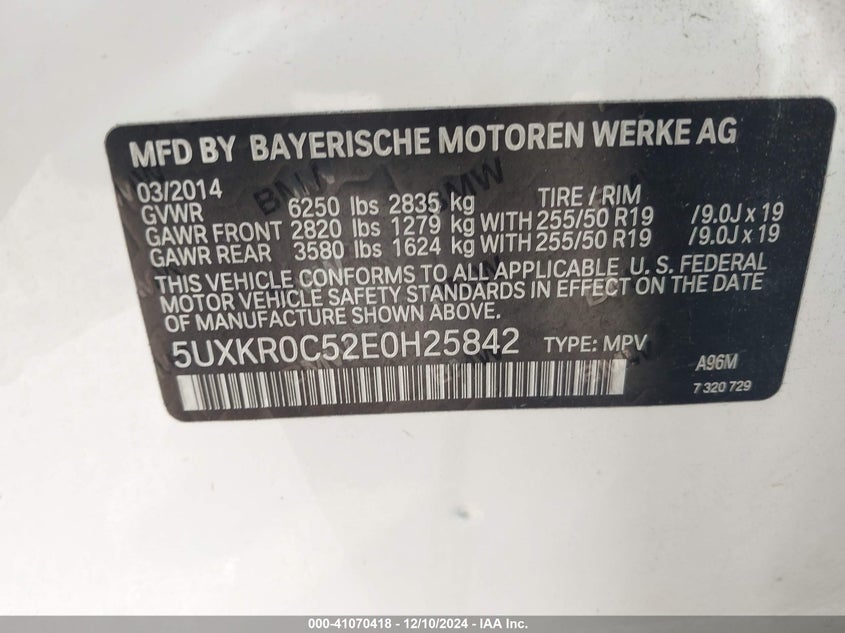 MFD BY BAYERISCHE MOTOREN WERKE AG
03/2014 TIRE / RIM
GVWR 6250 lbs 2835 kg
GAWR FRONT 2820 lbs 1279 kg WITH 255/50 R19 /9.0J x 19
GAWR REAR 3580 lbs 1624 kg WITH 255/50 R19 /9.0J x 19
THIS VEHICLE CONFORMS TO ALL APPLICABLE U. S. FEDERAL
MOTOR VEHICLE SAFETY STANDARDS IN EFFECT ON THE DATE
OF MANUFACTURE SHOWN ABOVE.
5UXKR0C52E0H25842 TYPE: MPV A96M
7 320 729
BMW
BMW
000-41070418 - 12/10/2024 - IAA Inc.